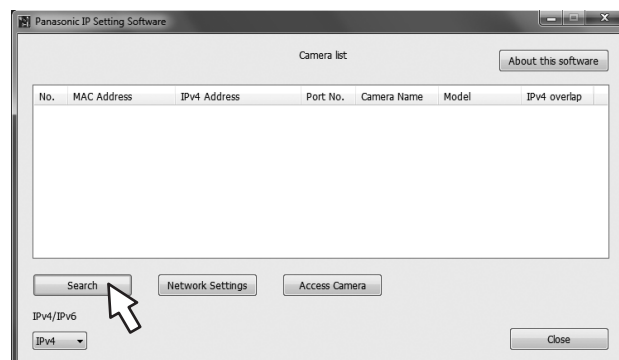 Panasonic IP Setting Software
Camera list
About this software
No. MAC Address IPv4 Address Port No. Camera Name Model IPv4 overlap
Search Network Settings Access Camera
IPv4/IPv6
IPv4 Close